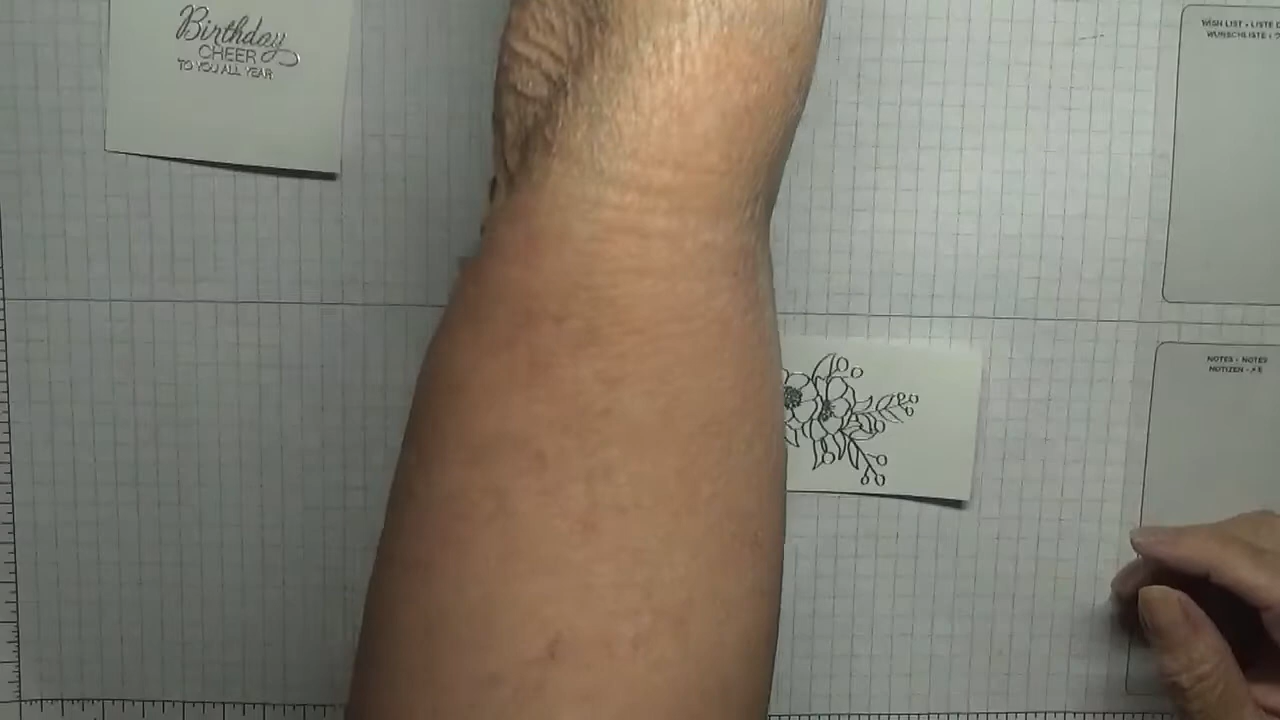 Birthday
CHEER
TO YOU ALL YEAR
WISH LIST • LISTE D
WUNSCHLISTE •
NOTES • NOTES
NOTIZEN •